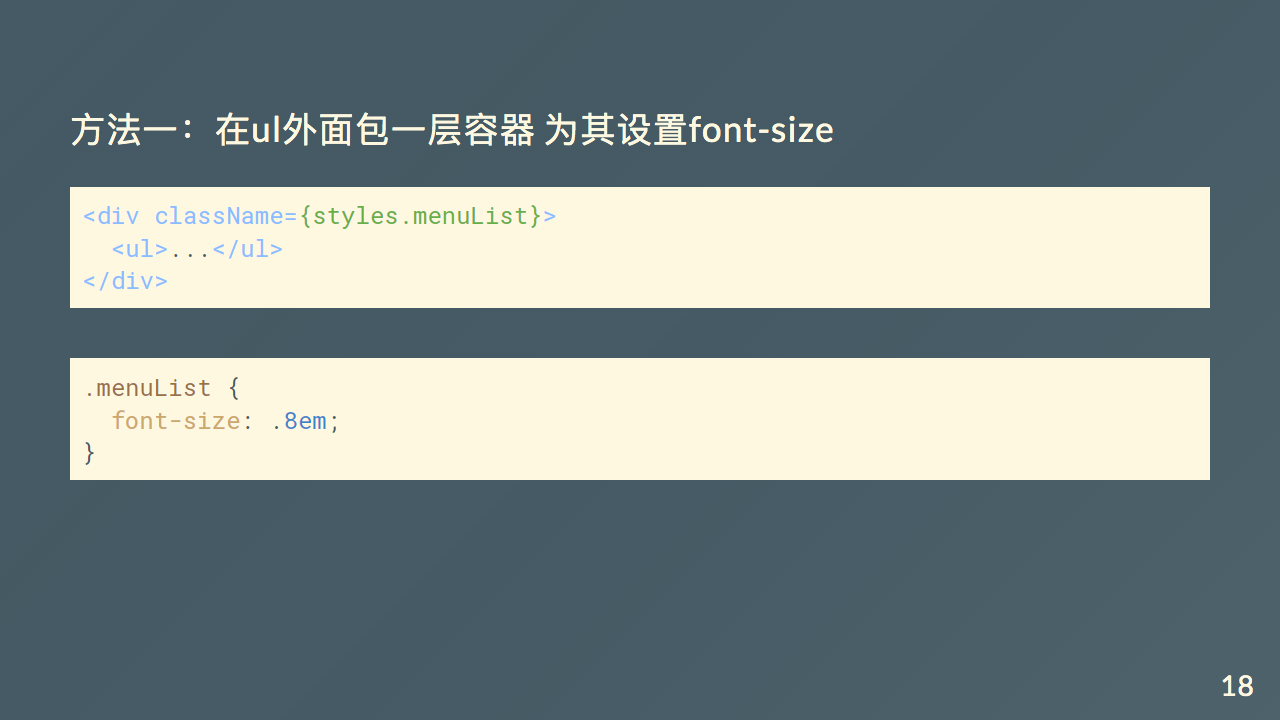 方法一：在ul外面包一层容器 为其设置font-size
<div className={styles.menuList}>
  <ul>...</ul>
</div>
.menuList {
  font-size: .8em;
}
18